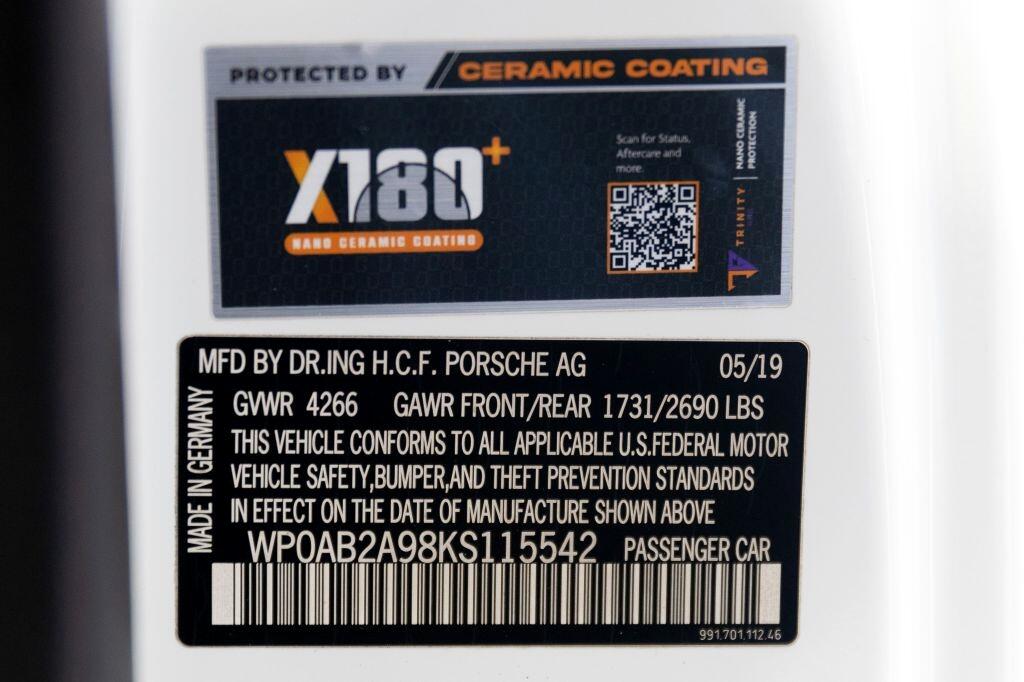 PROTECTED BY CERAMIC COATING
Scan for Status,
Aftercare and
more.
X180+
NANO CERAMIC COATING
TRINITY | NANO CERAMIC
PROTECTION
MFD BY DR.ING H.C.F. PORSCHE AG 05/19
GVWR 4266 GAWR FRONT/REAR 1731/2690 LBS
THIS VEHICLE CONFORMS TO ALL APPLICABLE U.S.FEDERAL MOTOR
VEHICLE SAFETY,BUMPER,AND THEFT PREVENTION STANDARDS
IN EFFECT ON THE DATE OF MANUFACTURE SHOWN ABOVE
MADE IN GERMANY
WP0AB2A98KS115542 PASSENGER CAR
991.701.112.46